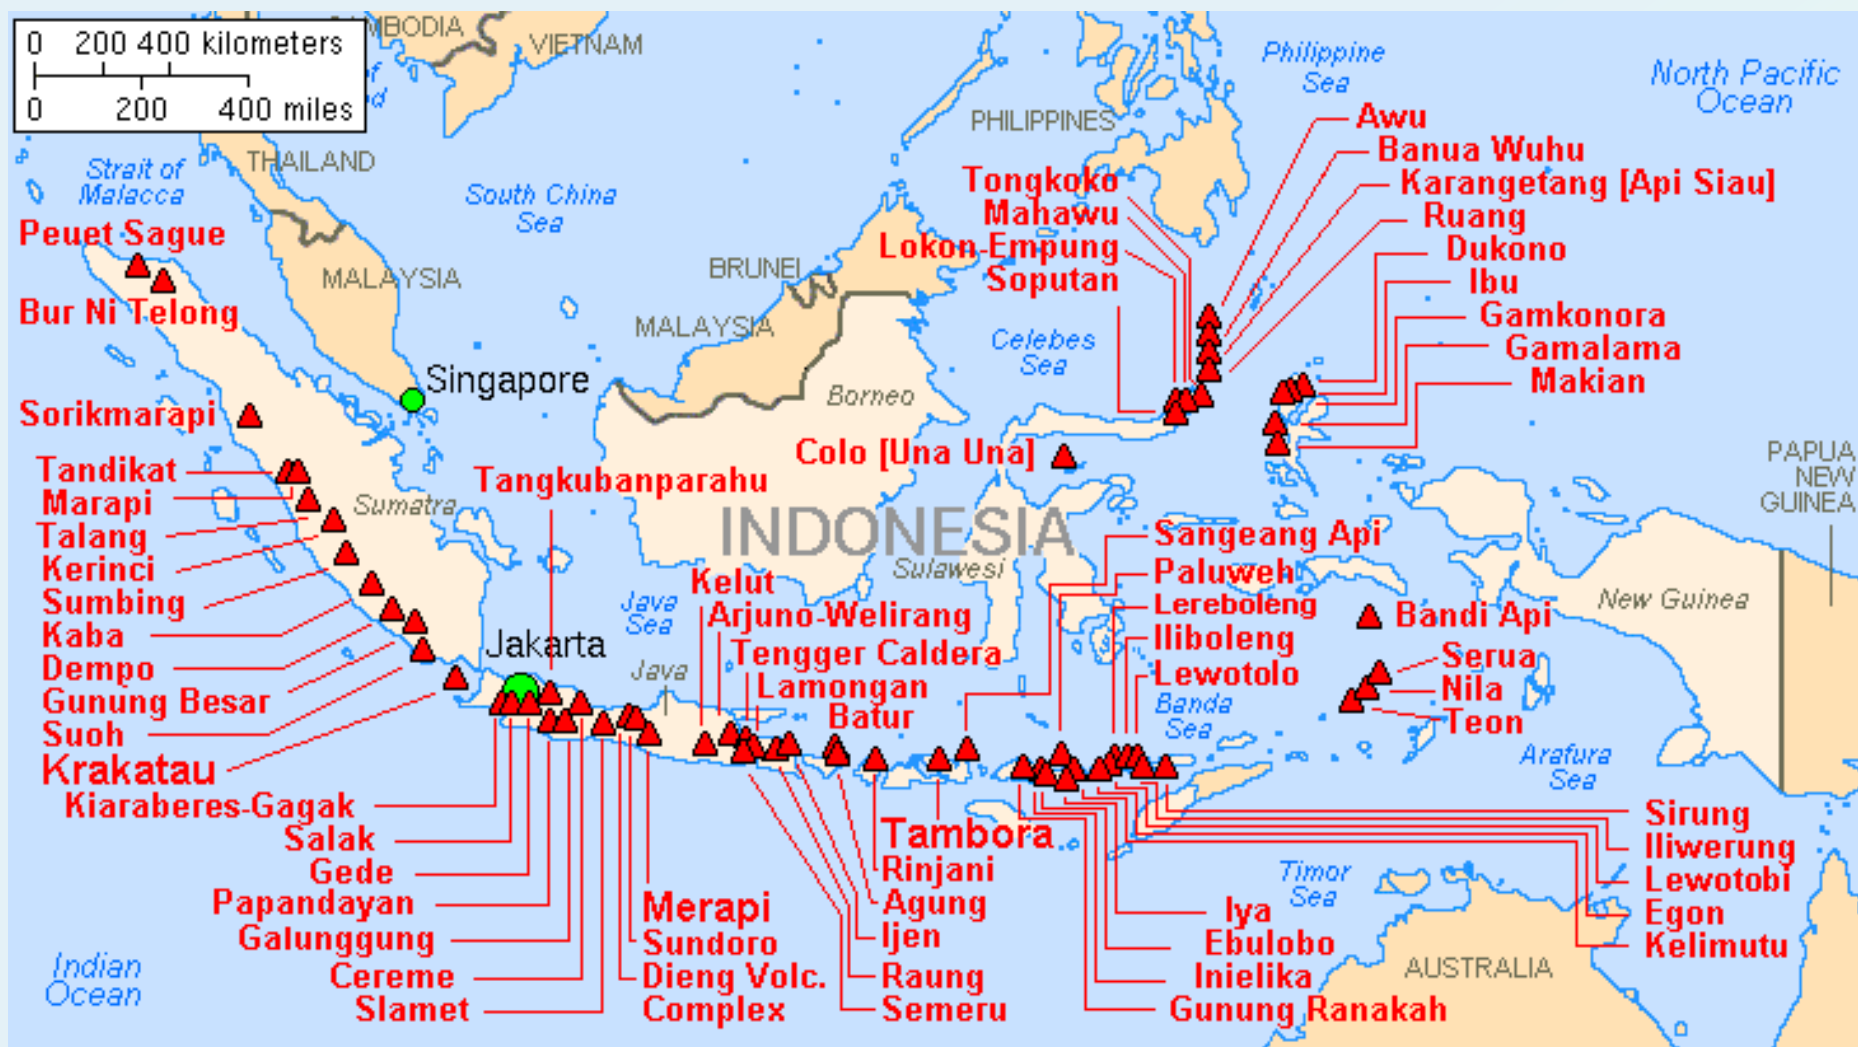 0 200 400 kilometers
0 200 400 miles
MBODIA
VIETNAM
of
d
THAILAND
Strait of
Malacca
South China
Sea
PHILIPPINES
Philippine
Sea
North Pacific
Ocean
Awu
Banua Wuhu
Karangetang [Api Siau]
Ruang
Dukono
Ibu
Gamkonora
Gamalama
Makian
Tongkoko
Mahawu
Lokon-Empung
Soputan
Peuet Sague
Bur Ni Telong
MALAYSIA
BRUNEI
MALAYSIA
Celebes
Sea
Singapore
Borneo
Sorikmarapi
Colo [Una Una]
PAPUA
NEW
GUINEA
Tandikat
Marapi
Talang
Kerinci
Sumbing
Kaba
Dempo
Gunung Besar
Suoh
Krakatau
Sumatra
Tangkubanparahu
INDONESIA
Sulawesi
Kelut
Java
Sea
Arjuno-Welirang
Tengger Caldera
Lamongan
Batur
Jakarta
Java
Sangeang Api
Paluweh
Lereboleng
Iliboleng
Lewotolo
Banda
Sea
New Guinea
Bandi Api
Serua
Nila
Teon
Arafura
Sea
Kiaraberes-Gagak
Salak
Gede
Papandayan
Galunggung
Cereme
Slamet
Merapi
Sundoro
Dieng Volc.
Complex
Tambora
Rinjani
Agung
Ijen
Raung
Semeru
Iya
Ebulobo
Inielika
Gunung Ranakah
Sirung
Iliwerung
Lewotobi
Egon
Kelimutu
Timor
Sea
AUSTRALIA
Indian
Ocean